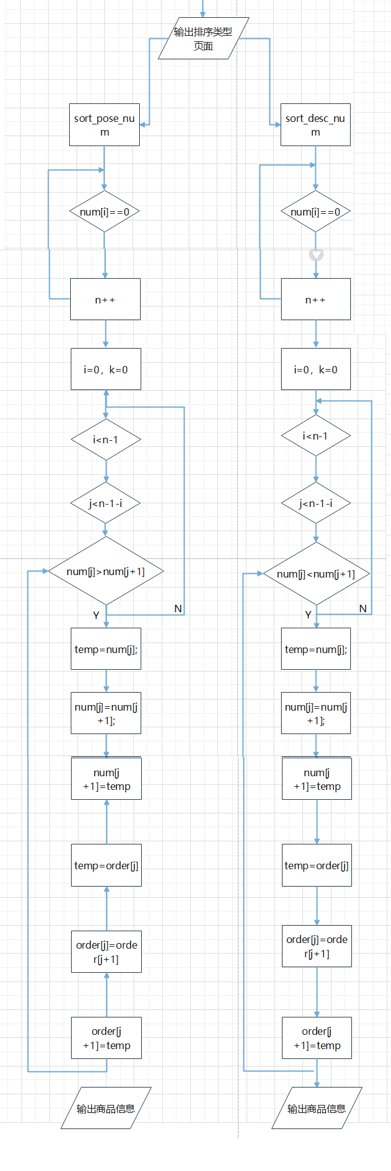 输出排序类型
页面
sort_pose_nu
m
num[i]==0
n++
i=0, k=0
i<n-1
j<n-1-i
num[j]>num[j+1]
Y
N
temp=num[j];
num[j]=num[j
+1];
num[j
+1]=temp
temp=order[j]
order[j]=orde
r[j+1]
order[j
+1]=temp
输出商品信息
sort_desc_nu
m
num[i]==0
n++
i=0, k=0
i<n-1
j<n-1-i
num[j]<num[j+1]
Y
N
temp=num[j];
num[j]=num[j
+1];
num[j
+1]=temp
temp=order[j]
order[j]=orde
r[j+1]
order[j
+1]=temp
输出商品信息